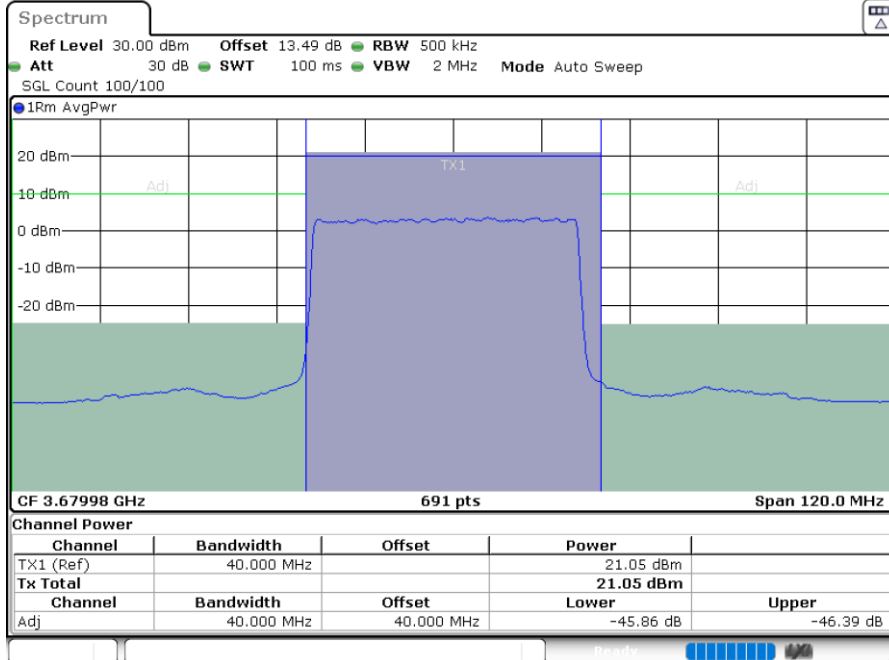 Spectrum
Ref Level 30.00 dBm Offset 13.49 dB RBW 500 kHz
Att 30 dB SWT 100 ms VBW 2 MHz Mode Auto Sweep
SGL Count 100/100
1Rm AvgPwr
20 dBm
TX1
Adj
Adj
10 dBm
0 dBm
-10 dBm
-20 dBm
CF 3.67998 GHz 691 pts Span 120.0 MHz
Channel Power
Channel Bandwidth Offset Power
TX1 (Ref) 40.000 MHz 21.05 dBm
Tx Total 21.05 dBm
Channel Bandwidth Offset Lower Upper
Adj 40.000 MHz 40.000 MHz -45.86 dB -46.39 dB
Ready